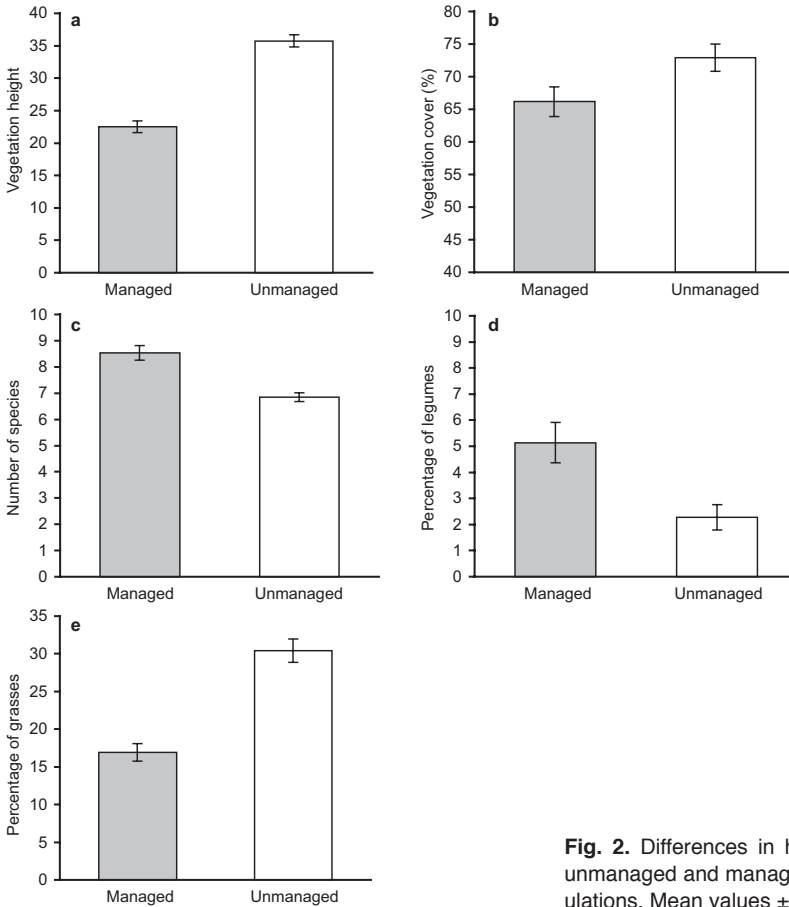 a
Vegetation height
40
35
30
25
20
15
10
5
0
Managed Unmanaged
b
Vegetation cover (%)
80
75
70
65
60
55
50
45
40
Managed Unmanaged
c
Number of species
10
9
8
7
6
5
4
3
2
1
0
Managed Unmanaged
d
Percentage of legumes
10
9
8
7
6
5
4
3
2
1
0
Managed Unmanaged
e
Percentage of grasses
35
30
25
20
15
10
5
0
Managed Unmanaged
Fig. 2. Differences in h
unmanaged and manag
ulations. Mean values ±